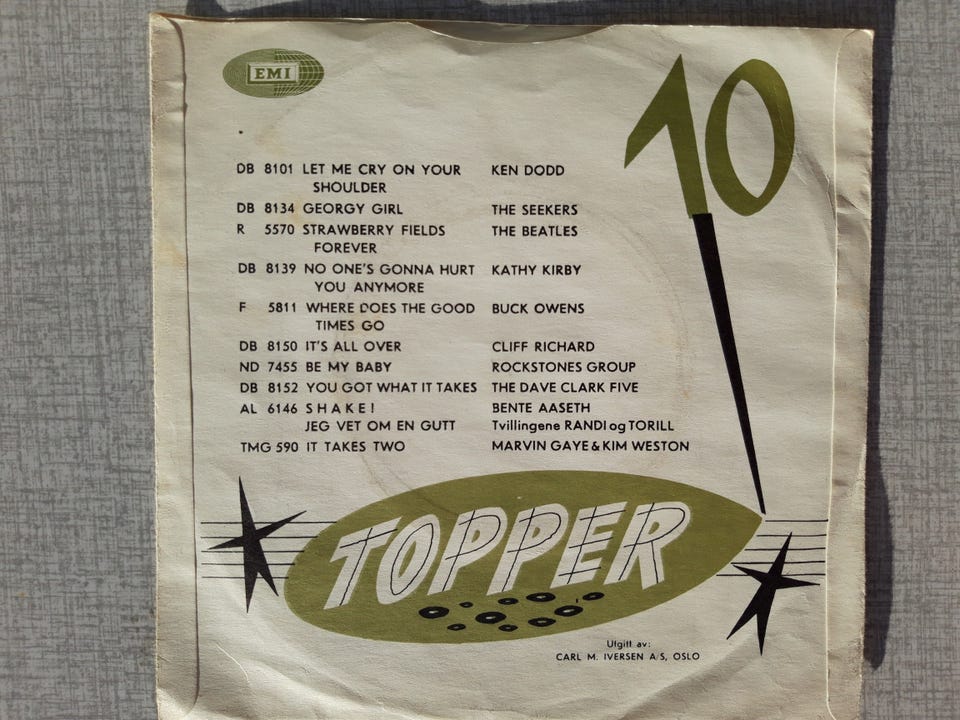 EMI
10
DB 8101 LET ME CRY ON YOUR SHOULDER KEN DODD
DB 8134 GEORGY GIRL THE SEEKERS
R 5570 STRAWBERRY FIELDS FOREVER THE BEATLES
DB 8139 NO ONE'S GONNA HURT YOU ANYMORE KATHY KIRBY
F 5811 WHERE DOES THE GOOD TIMES GO BUCK OWENS
DB 8150 IT'S ALL OVER CLIFF RICHARD
ND 7455 BE MY BABY ROCKSTONES GROUP
DB 8152 YOU GOT WHAT IT TAKES THE DAVE CLARK FIVE
AL 6146 SHAKE! BENTE AASETH
JEG VET OM EN GUTT Tvillingene RANDI og TORILL
TMG 590 IT TAKES TWO MARVIN GAYE & KIM WESTON
TOPPER
Utgitt av:
CARL M. IVERSEN A/S, OSLO